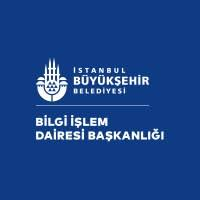 İSTANBUL
BÜYÜKŞEHİR
BELEDİYESİ
BİLGİ İŞLEM
DAİRESİ BAŞKANLIĞI